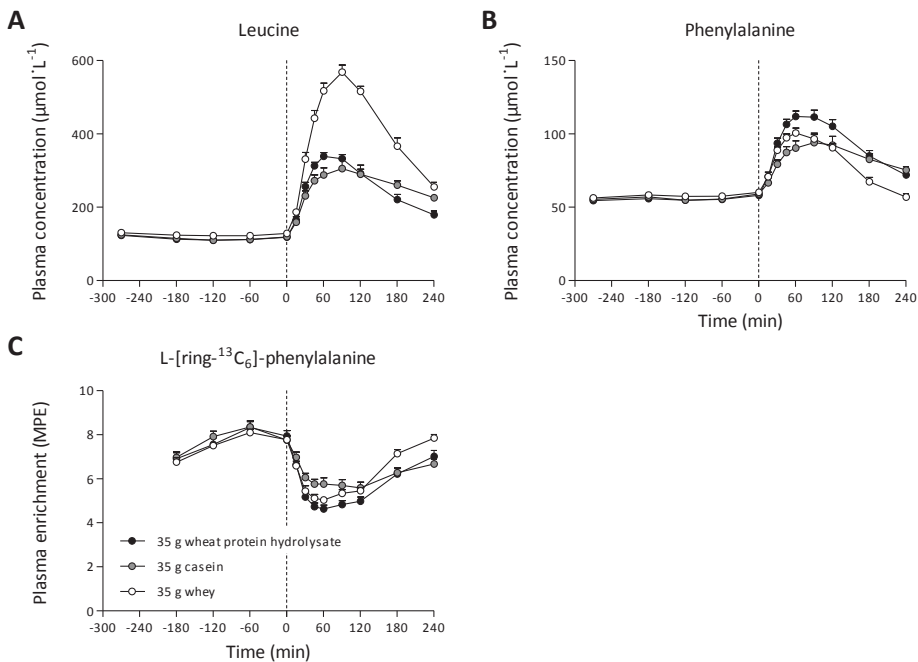 A
Leucine
Plasma concentration (µmol·L⁻¹)
600
400
200
0
-300 -240 -180 -120 -60 0 60 120 180 240
B
Phenylalanine
Plasma concentration (µmol·L⁻¹)
150
100
50
0
-300 -240 -180 -120 -60 0 60 120 180 240
Time (min)
C
L-[ring-¹³C₆]-phenylalanine
Plasma enrichment (MPE)
10
8
6
4
2
0
35 g wheat protein hydrolysate
35 g casein
35 g whey
-300 -240 -180 -120 -60 0 60 120 180 240
Time (min)